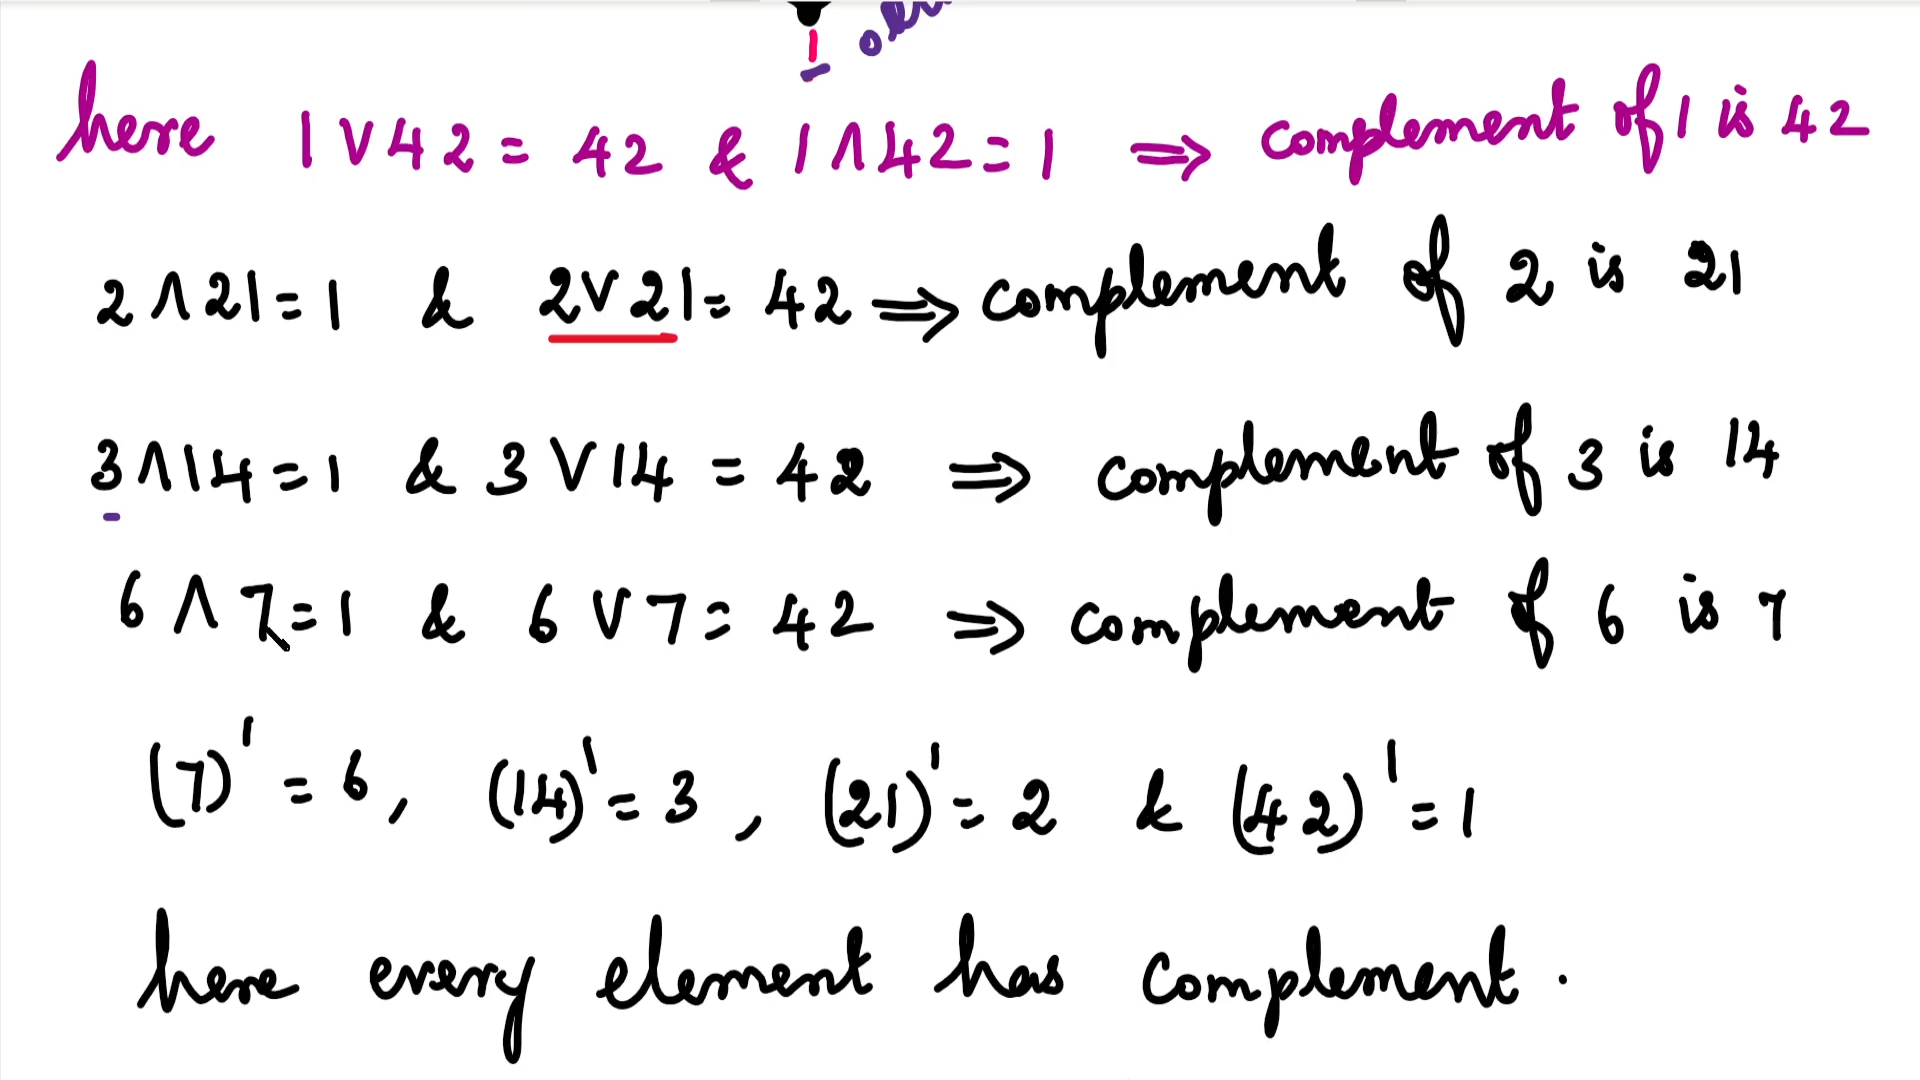 1
here 1 ∨ 42 = 42 & 1 ∧ 42 = 1 ⇒ complement of 1 is 42
2 ∧ 21 = 1 & 2 ∨ 21 = 42 ⇒ complement of 2 is 21
3 ∧ 14 = 1 & 3 ∨ 14 = 42 ⇒ complement of 3 is 14
6 ∧ 7 = 1 & 6 ∨ 7 = 42 ⇒ complement of 6 is 7
(7)' = 6, (14)' = 3, (21)' = 2 & (42)' = 1
here every element has complement.